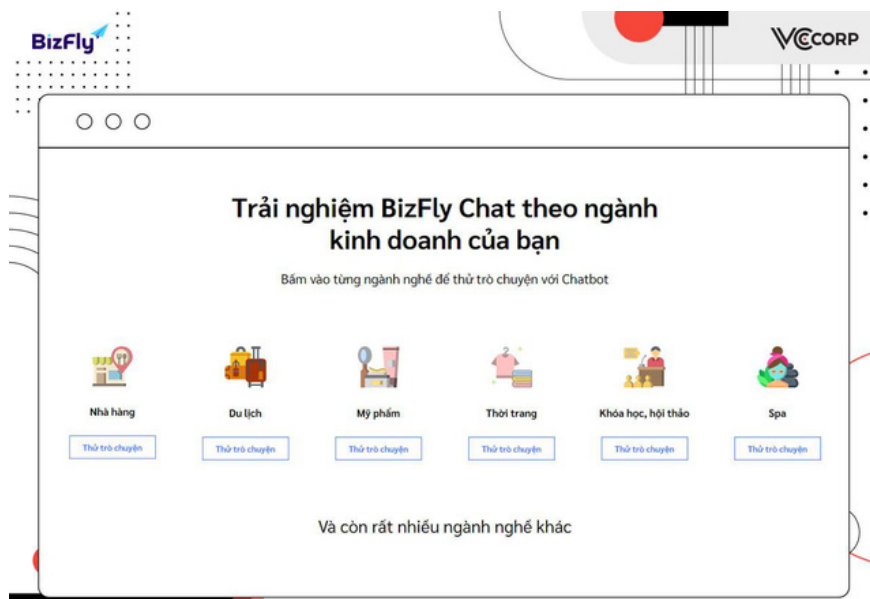 BizFly
VCCORP
Trải nghiệm BizFly Chat theo ngành
kinh doanh của bạn
Bấm vào từng ngành nghề để thử trò chuyện với Chatbot
Nhà hàng
Du lịch
Mỹ phẩm
Thời trang
Khóa học, hội thảo
Spa
Thử trò chuyện
Thử trò chuyện
Thử trò chuyện
Thử trò chuyện
Thử trò chuyện
Thử trò chuyện
Và còn rất nhiều ngành nghề khác